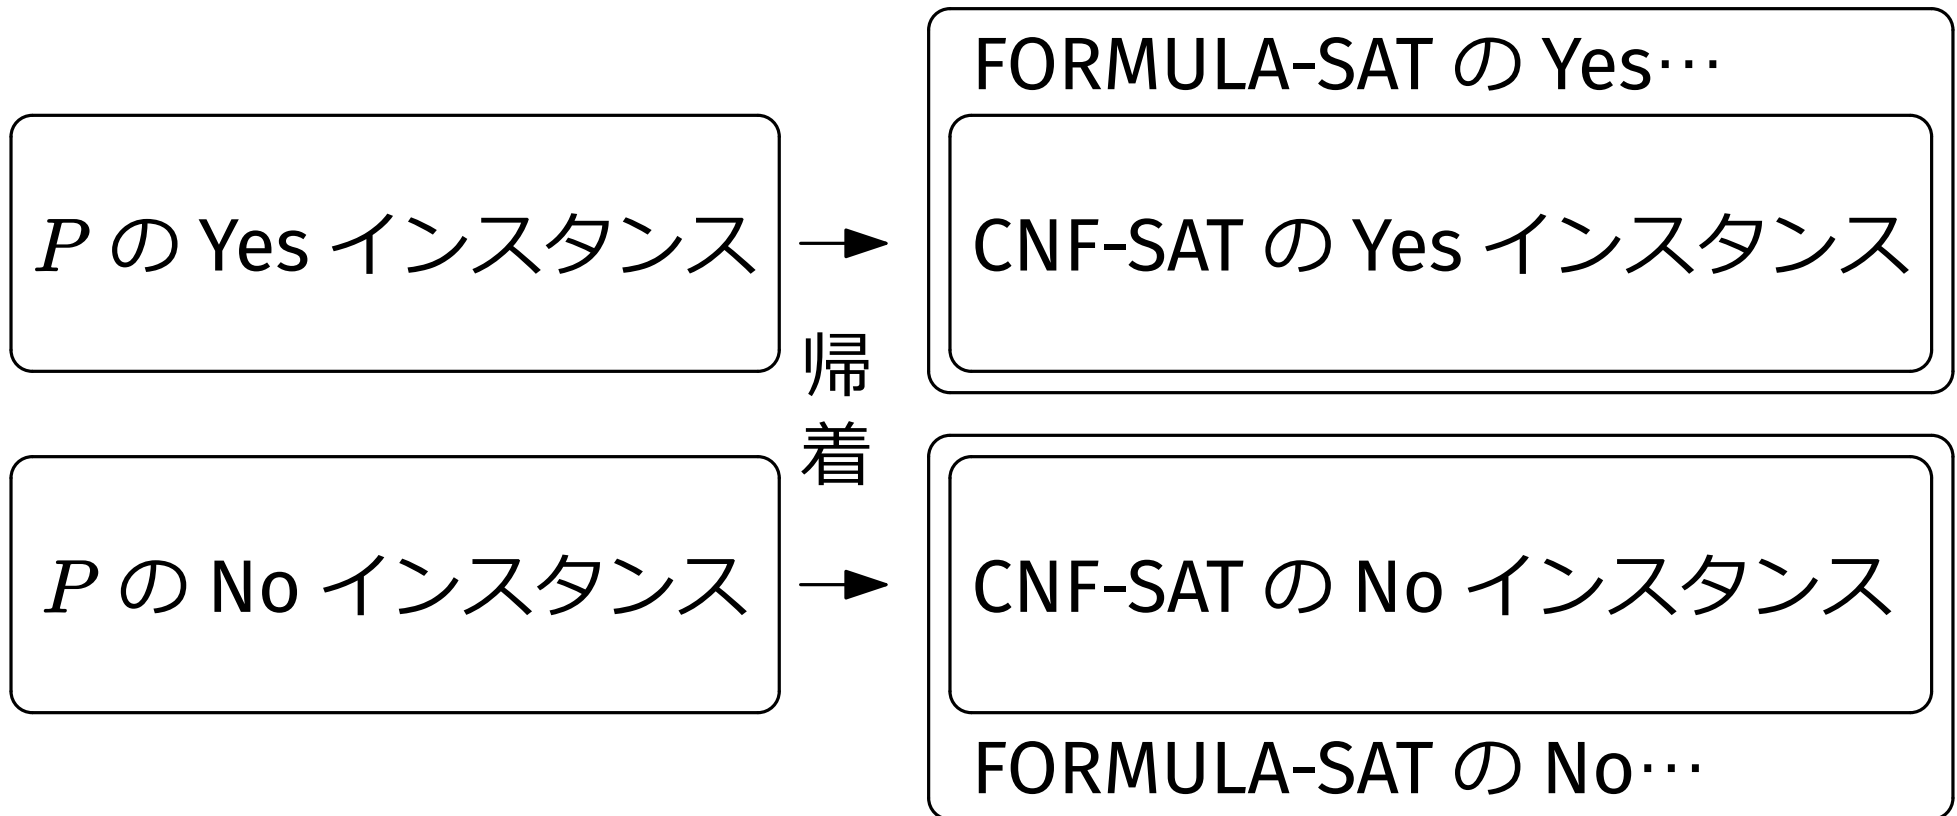 FORMULA-SAT の Yes⋯
P の Yes インスタンス
CNF-SAT の Yes インスタンス
帰
着
P の No インスタンス
CNF-SAT の No インスタンス
FORMULA-SAT の No⋯